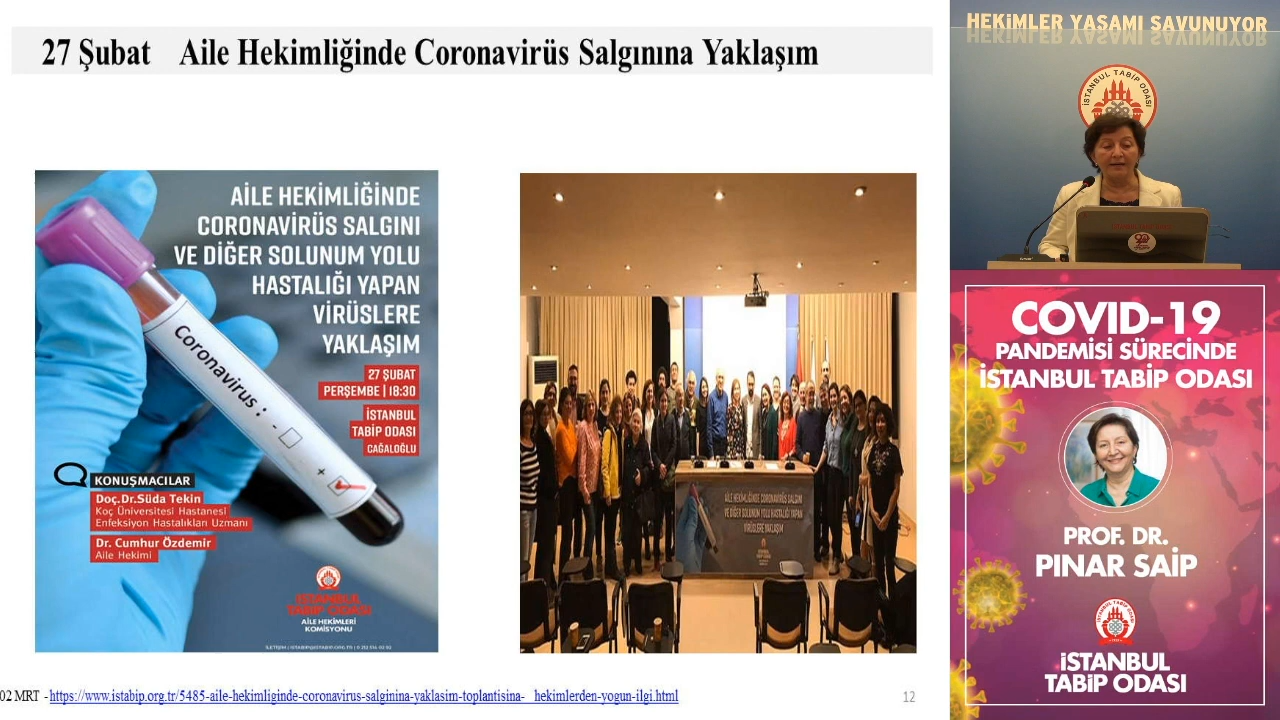 27 Şubat Aile Hekimliğinde Coronavirüs Salgınına Yaklaşım
AİLE HEKİMLİĞİNDE
CORONAVİRÜS SALGINI
VE DİĞER SOLUNUM YOLU
HASTALIĞI YAPAN
VİRÜSLERE
YAKLAŞIM
27 ŞUBAT
PERŞEMBE | 18:30
İSTANBUL
TABİP ODASI
CAĞALOĞLU
Coronavirus :
- 
+
KONUŞMACILAR
Doç.Dr.Süda Tekin
Koç Üniversitesi Hastanesi
Enfeksiyon Hastalıkları Uzmanı
Dr. Cumhur Özdemir
Aile Hekimi
İSTANBUL
TABİP ODASI
AİLE HEKİMLERİ
KOMİSYONU
AİLE HEKİMLİĞİNDE CORONAVİRÜS SALGINI
VE DİĞER SOLUNUM YOLU HASTALIĞI YAPAN
VİRÜSLERE YAKLAŞIM
02 MRT - https://www.istabip.org.tr/5485-aile-hekimliginde-coronavirus-salginina-yaklasim-toplantisina- hekimlerden-yogun-ilgi.html
12
HEKİMLER YAŞAMI SAVUNUYOR
İSTANBUL TABİP ODASI
COVID-19
PANDEMİSİ SÜRECİNDE
İSTANBUL TABİP ODASI
PROF. DR.
PINAR SAİP
İSTANBUL
TABİP ODASI